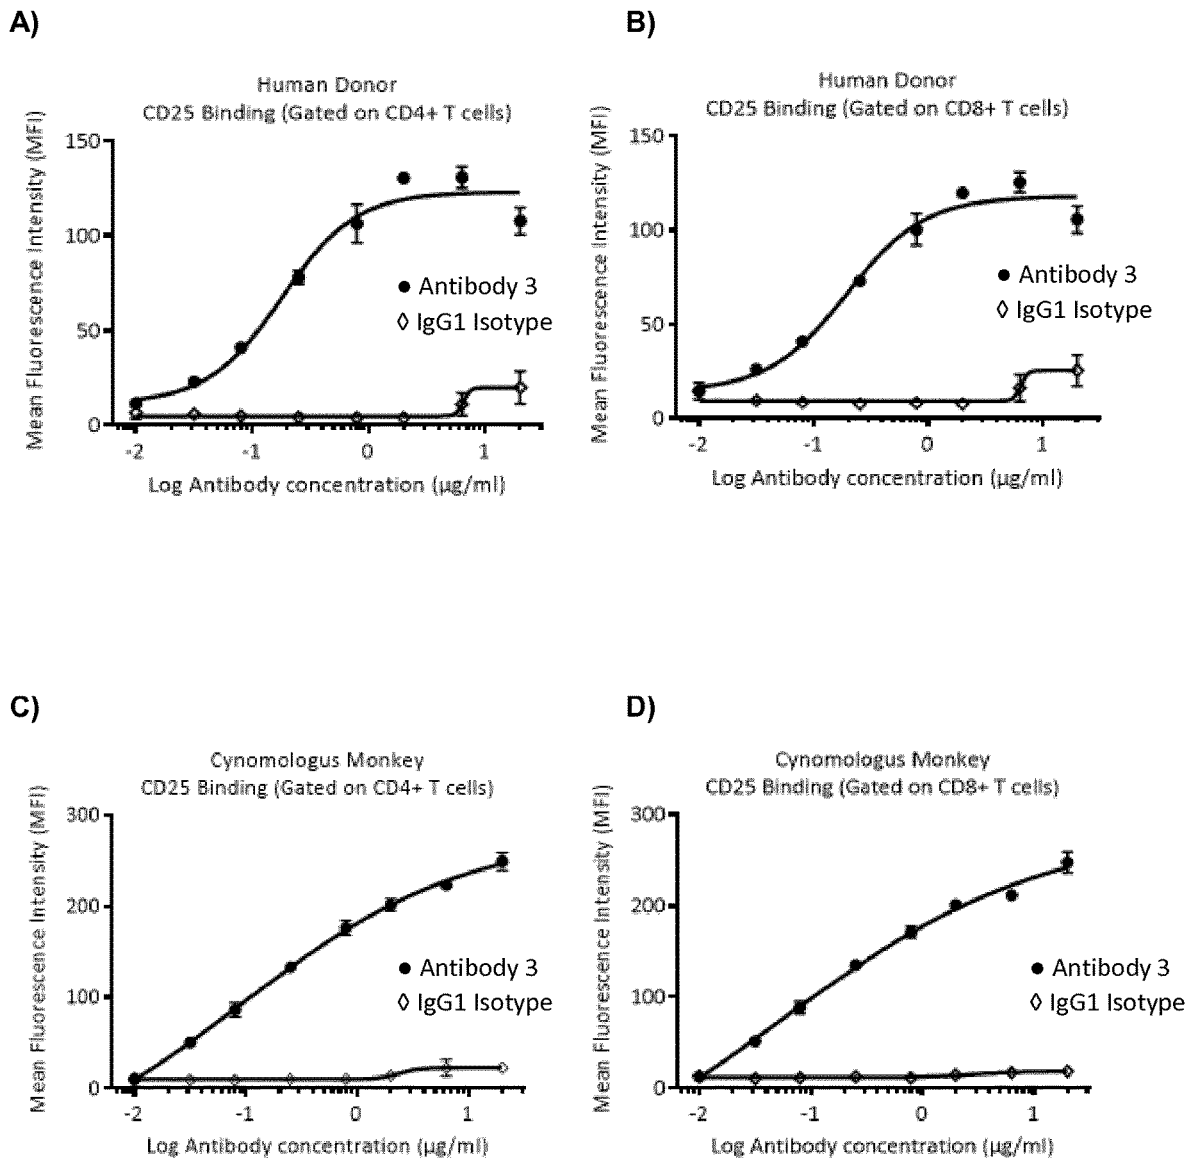 A)
Human Donor
CD25 Binding (Gated on CD4+ T cells)
Mean Fluorescence Intensity (MFI)
150
100
50
0
-2
-1
0
1
Log Antibody concentration (µg/ml)
Antibody 3
IgG1 Isotype
B)
Human Donor
CD25 Binding (Gated on CD8+ T cells)
Mean Fluorescence Intensity (MFI)
150
100
50
0
-2
-1
0
1
Log Antibody concentration (µg/ml)
Antibody 3
IgG1 Isotype
C)
Cynomologus Monkey
CD25 Binding (Gated on CD4+ T cells)
Mean Fluorescence Intensity (MFI)
300
200
100
0
-2
-1
0
1
Log Antibody concentration (µg/ml)
Antibody 3
IgG1 Isotype
D)
Cynomologus Monkey
CD25 Binding (Gated on CD8+ T cells)
Mean Fluorescence Intensity (MFI)
300
200
100
0
-2
-1
0
1
Log Antibody concentration (µg/ml)
Antibody 3
IgG1 Isotype